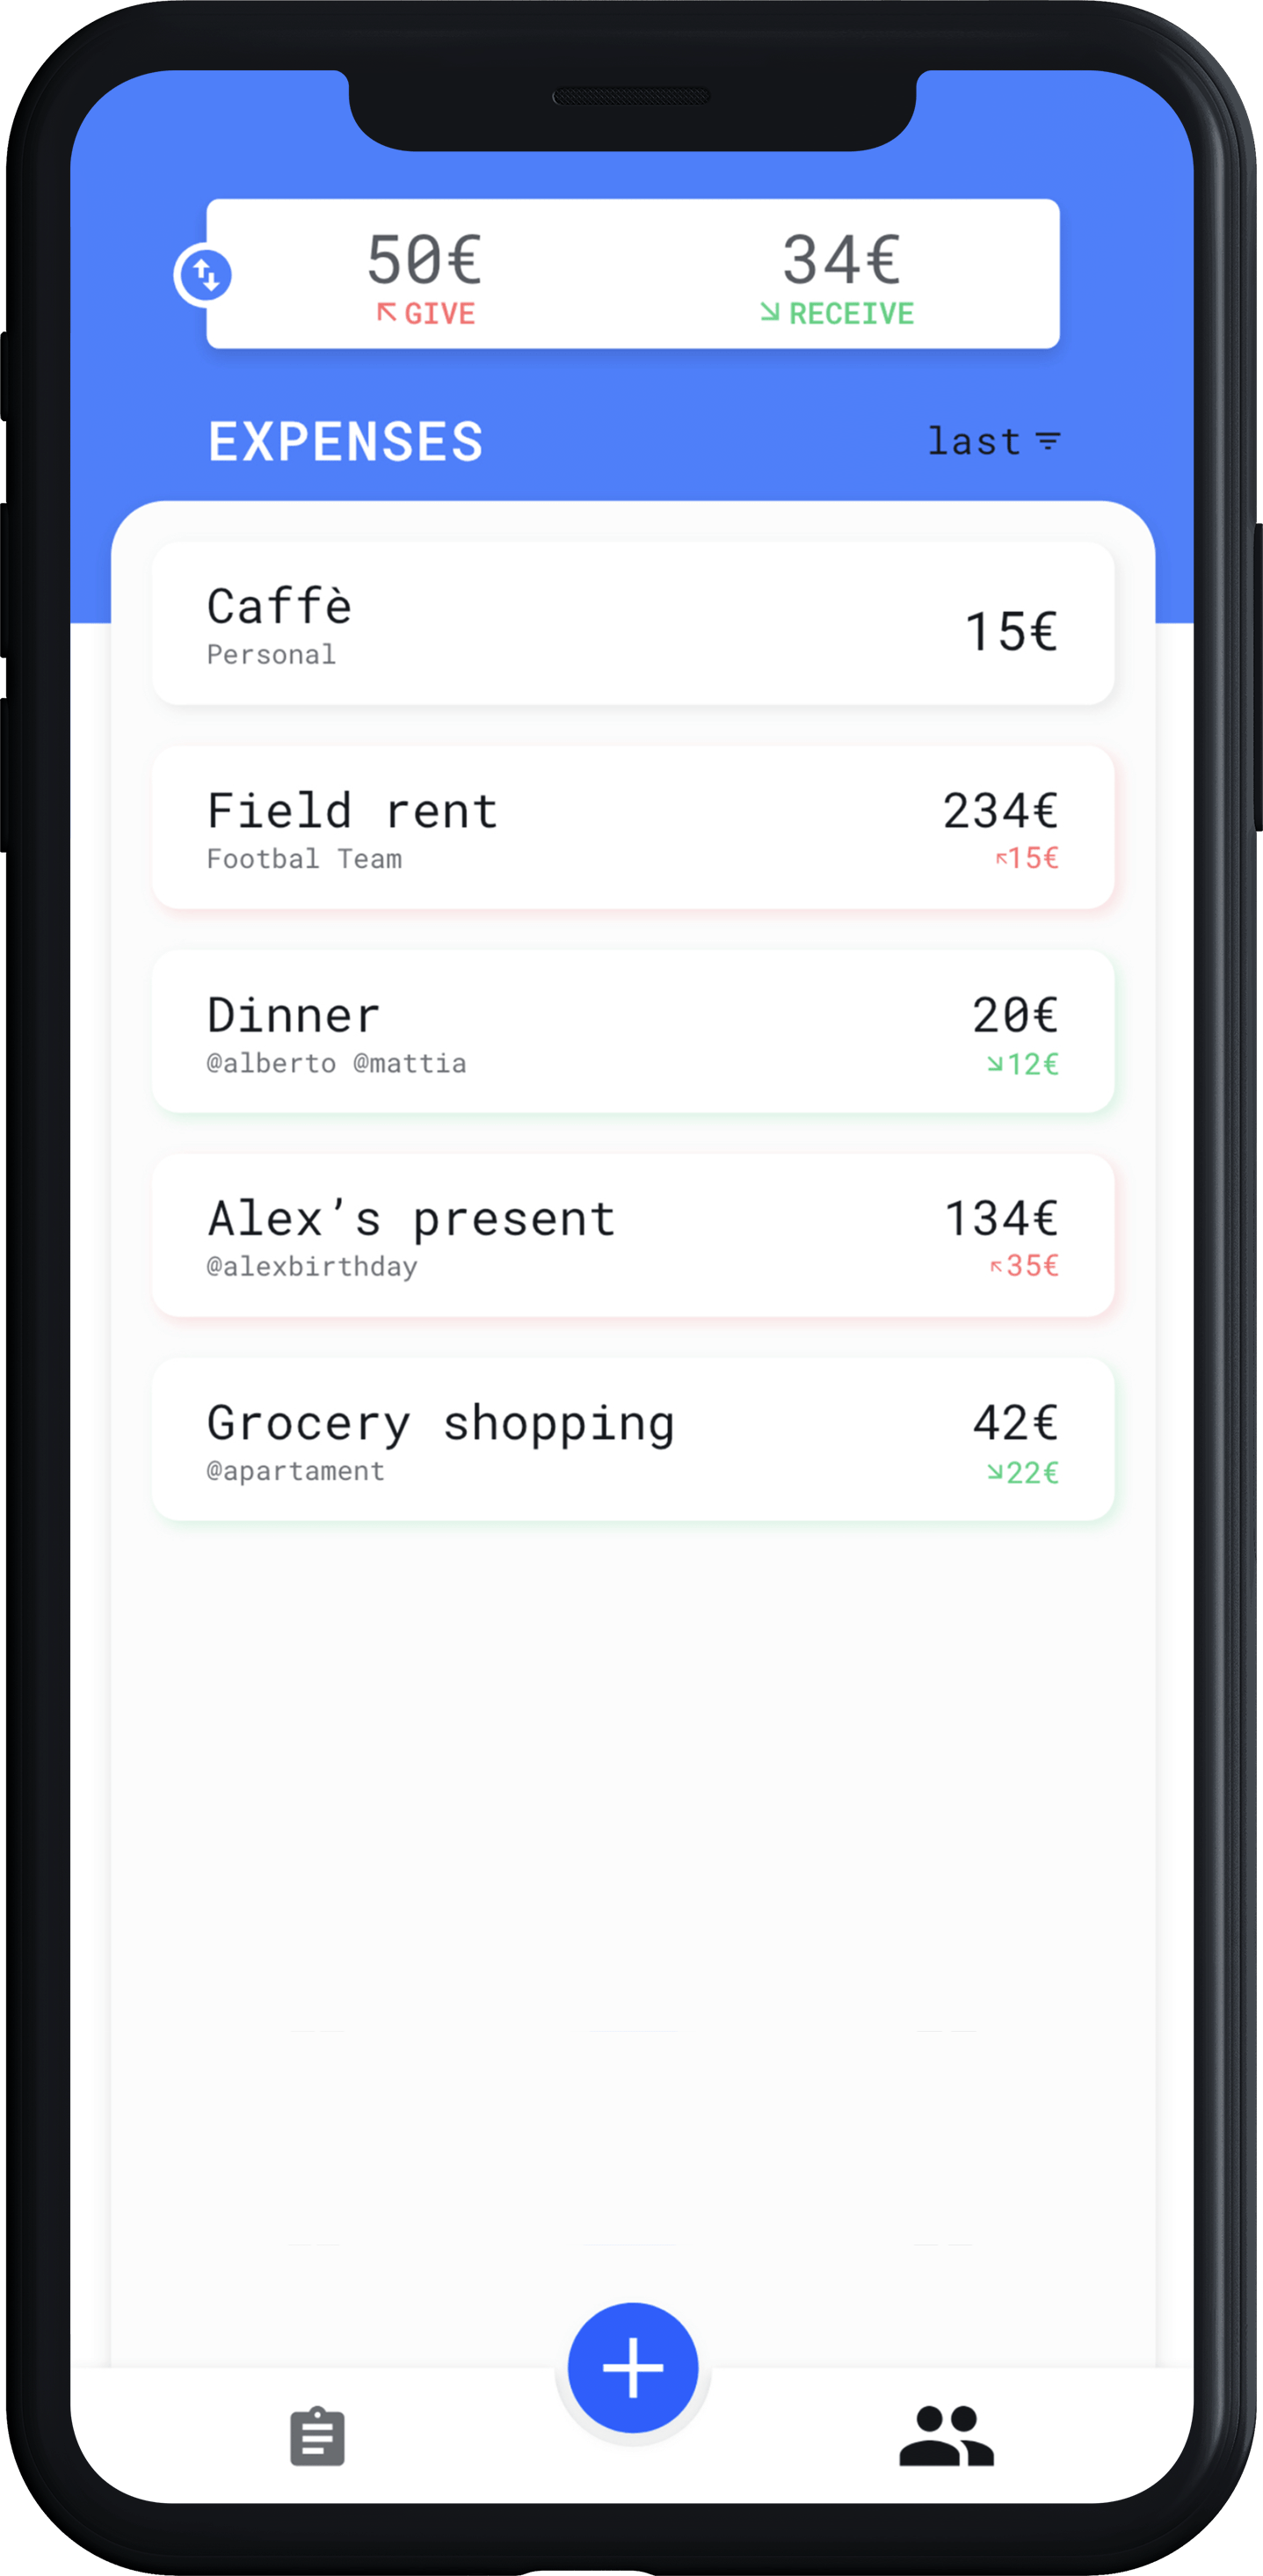 50€ 34€
GIVE RECEIVE
EXPENSES last
Caffè
Personal
15€
Field rent 234€
Footbal Team 15€
Dinner 20€
@alberto @mattia 12€
Alex’s present 134€
@alexbirthday 35€
Grocery shopping 42€
@apartament 22€